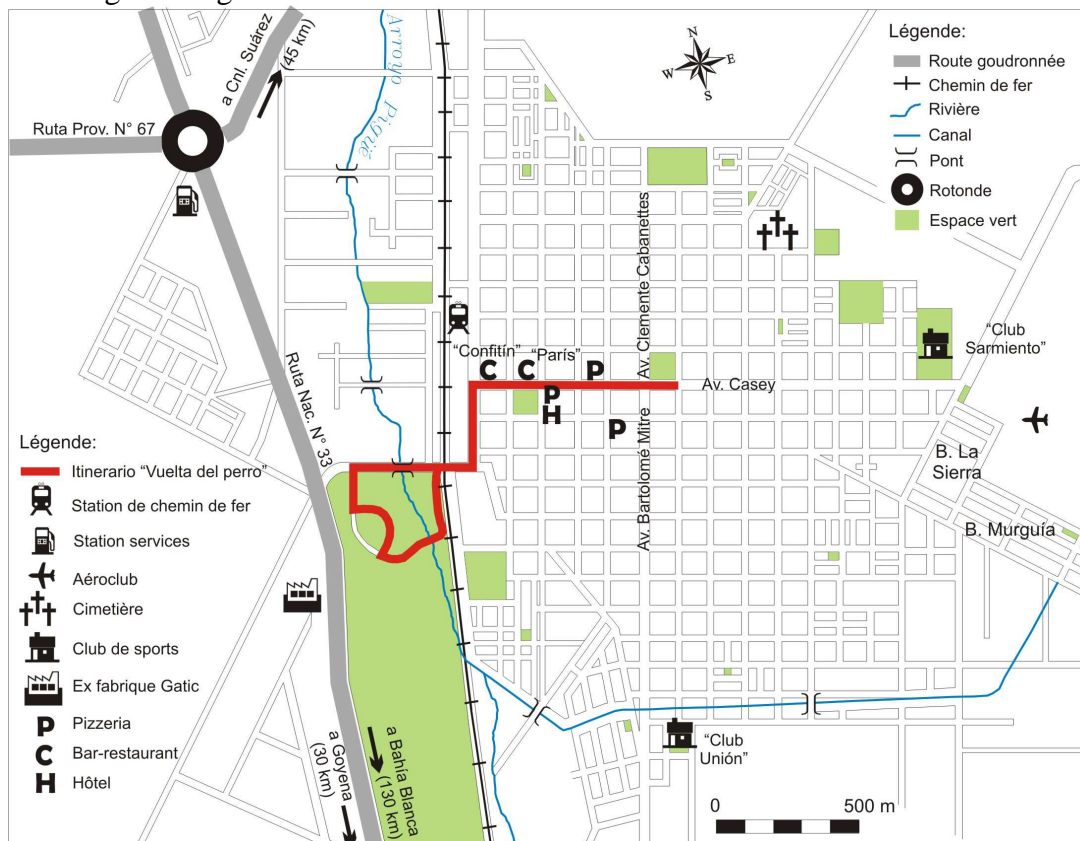 Arroyo Pigüé
a Cnl. Suárez
(45 km)
Ruta Prov. N° 67
N
W
E
S
Légende:
Route goudronnée
Chemin de fer
Rivière
Canal
Pont
Rotonde
Espace vert
Av. Clemente Cabanettes
"Confitín"
"París"
C
C
P
P
H
P
Av. Casey
Av. Bartolomé Mitre
"Club
Sarmiento"
B. La
Sierra
B. Murguía
Ruta Nac. N° 33
Légende:
Itinerario "Vuelta del perro"
Station de chemin de fer
Station services
Aéroclub
Cimetière
Club de sports
Ex fabrique Gatic
P
Pizzeria
C
Bar-restaurant
H
Hôtel
a Goyena
(30 km)
a Bahía Blanca
(130 km)
"Club
Unión"
0
500 m